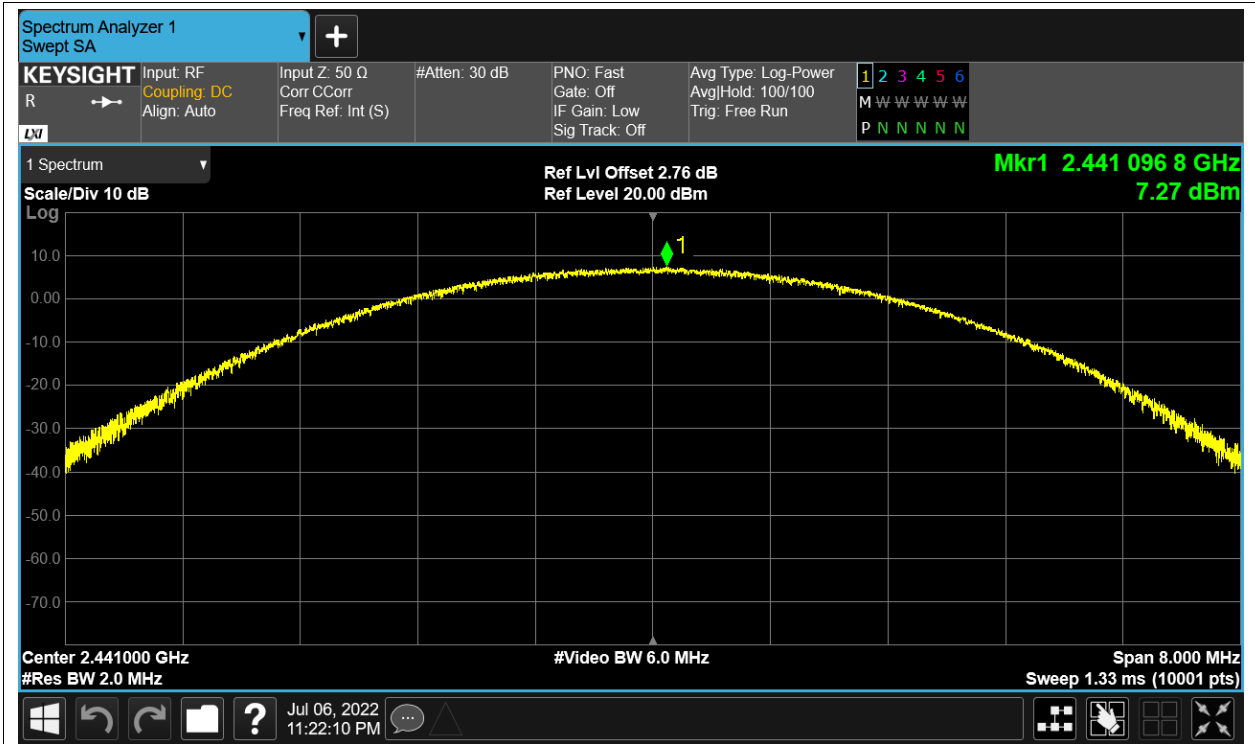 Spectrum Analyzer 1
Swept SA
+
KEYSIGHT
R
LXI
Input: RF
Coupling: DC
Align: Auto
Input Z: 50 Ω
Corr CCorr
Freq Ref: Int (S)
#Atten: 30 dB
PNO: Fast
Gate: Off
IF Gain: Low
Sig Track: Off
Avg Type: Log-Power
Avg|Hold: 100/100
Trig: Free Run
1 2 3 4 5 6
M W W W W W
P N N N N N
1 Spectrum
Scale/Div 10 dB
Log
Ref Lvl Offset 2.76 dB
Ref Level 20.00 dBm
Mkr1 2.441 096 8 GHz
7.27 dBm
1
10.0
0.00
-10.0
-20.0
-30.0
-40.0
-50.0
-60.0
-70.0
Center 2.441000 GHz
#Res BW 2.0 MHz
#Video BW 6.0 MHz
Span 8.000 MHz
Sweep 1.33 ms (10001 pts)
?
Jul 06, 2022
11:22:10 PM